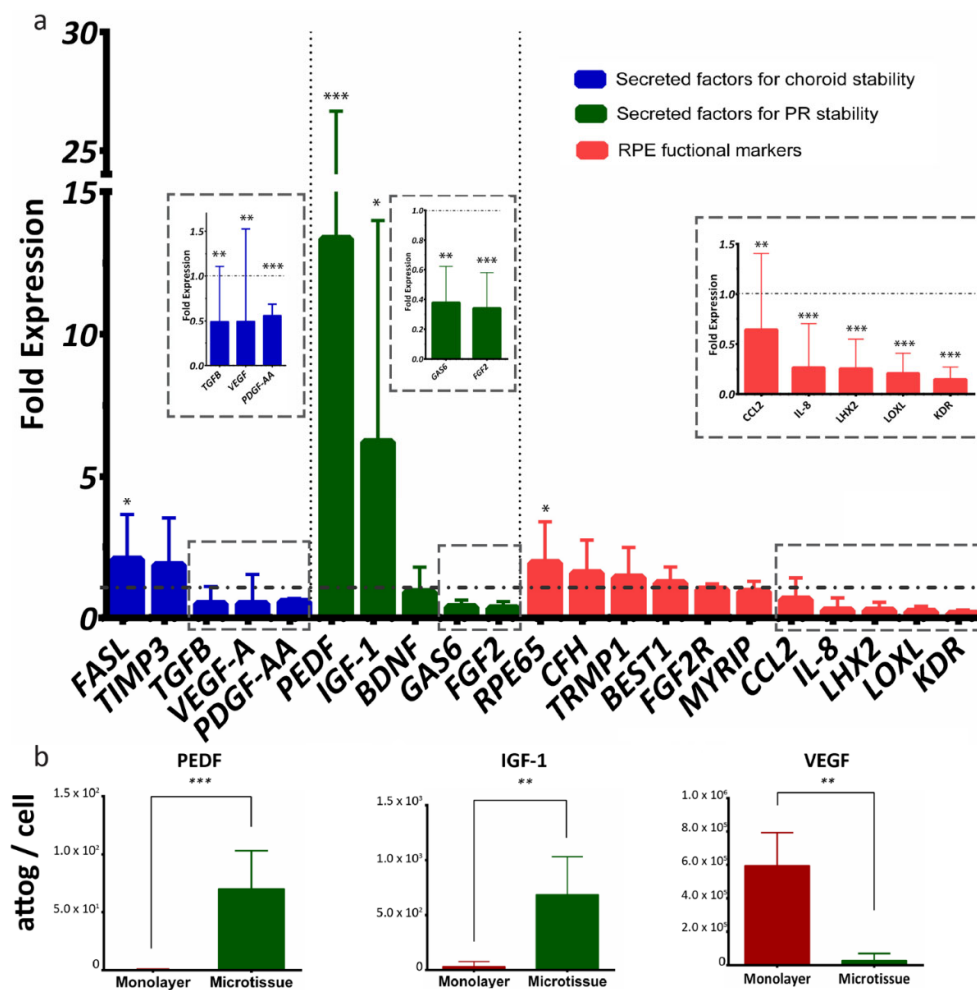 a
30
25
15
10
5
0
Fold Expression
Secreted factors for choroid stability
Secreted factors for PR stability
RPE fuctional markers
* ** ** *** *** * ** *** * ** *** *** *** ***
1.5
1.0
0.5
0.0
Fold Expression
TGFB VEGF PDGF-AA
1.0
0.8
0.6
0.4
0.2
0.0
Fold Expression
GAS6 FGF2
1.5
1.0
0.5
0.0
Fold Expression
CCL2 IL-8 LHX2 LOXL KDR
FASL TIMP3 TGFB VEGF-A PDGF-AA PEDF IGF-1 BDNF GAS6 FGF2 RPE65 CFH TRMP1 BEST1 FGF2R MYRIP CCL2 IL-8 LHX2 LOXL KDR
b
attog / cell
PEDF
***
1.5 x 10²
1.0 x 10²
5.0 x 10¹
0
Monolayer Microtissue
IGF-1
**
1.5 x 10³
1.0 x 10³
5.0 x 10²
0
Monolayer Microtissue
VEGF
**
1.0 x 10⁶
8.0 x 10⁵
6.0 x 10⁵
4.0 x 10⁵
2.0 x 10⁵
0
Monolayer Microtissue